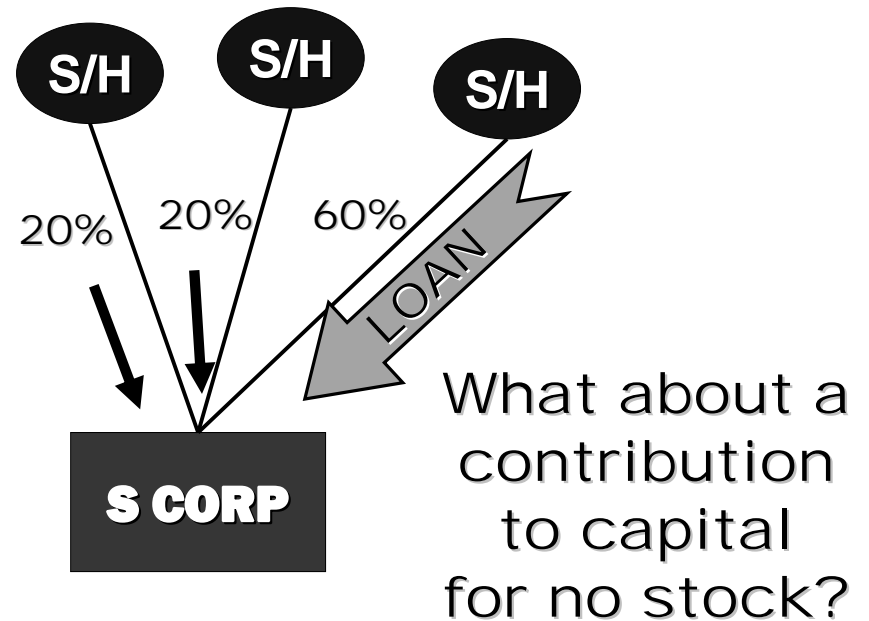 S/H
S/H
S/H
20%
20%
60%
LOAN
S CORP
What about a
contribution
to capital
for no stock?